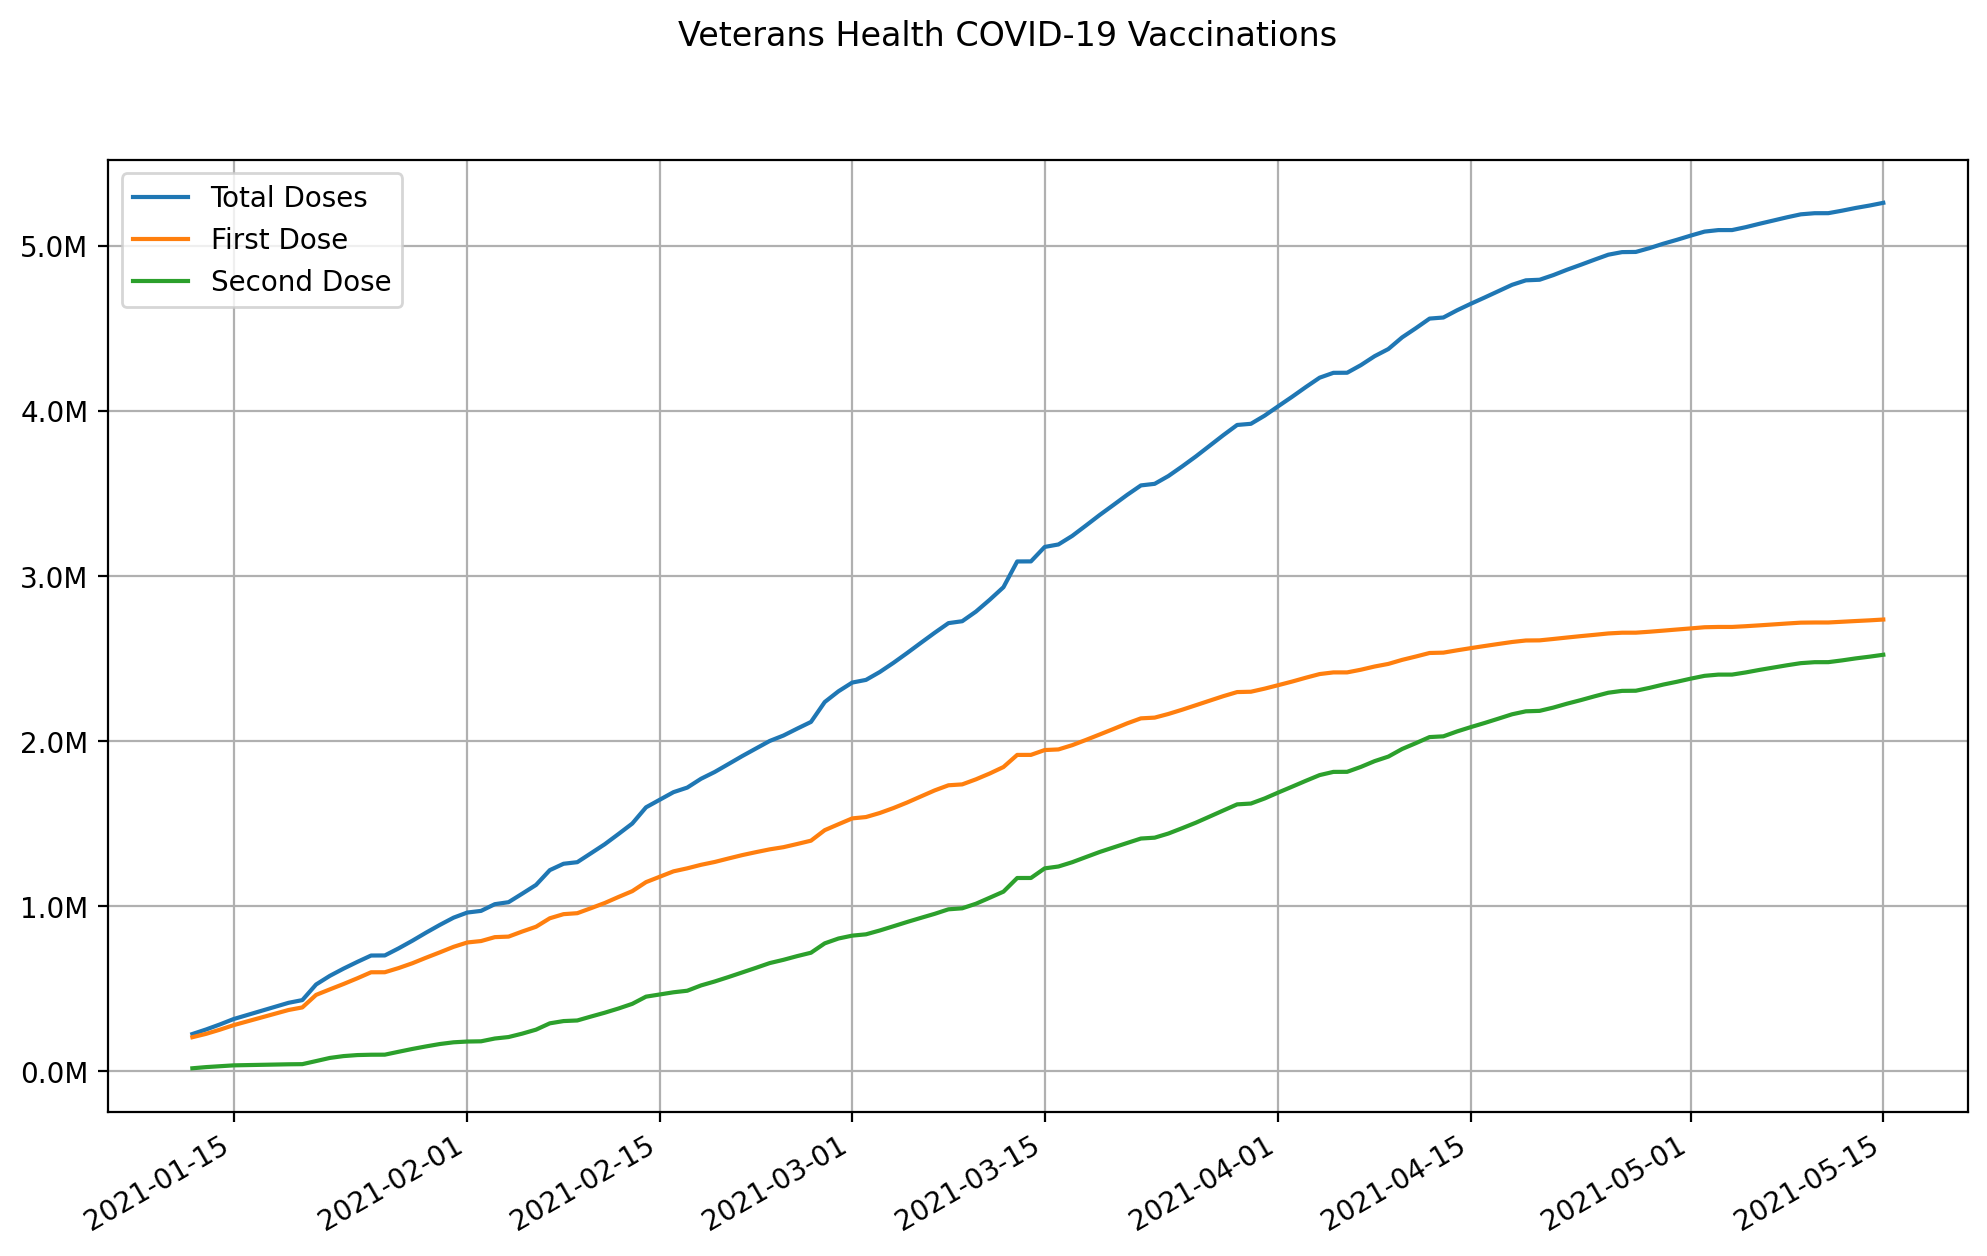 Veterans Health COVID-19 Vaccinations
Total Doses
First Dose
Second Dose
5.0M
4.0M
3.0M
2.0M
1.0M
0.0M
2021-01-15
2021-02-01
2021-02-15
2021-03-01
2021-03-15
2021-04-01
2021-04-15
2021-05-01
2021-05-15